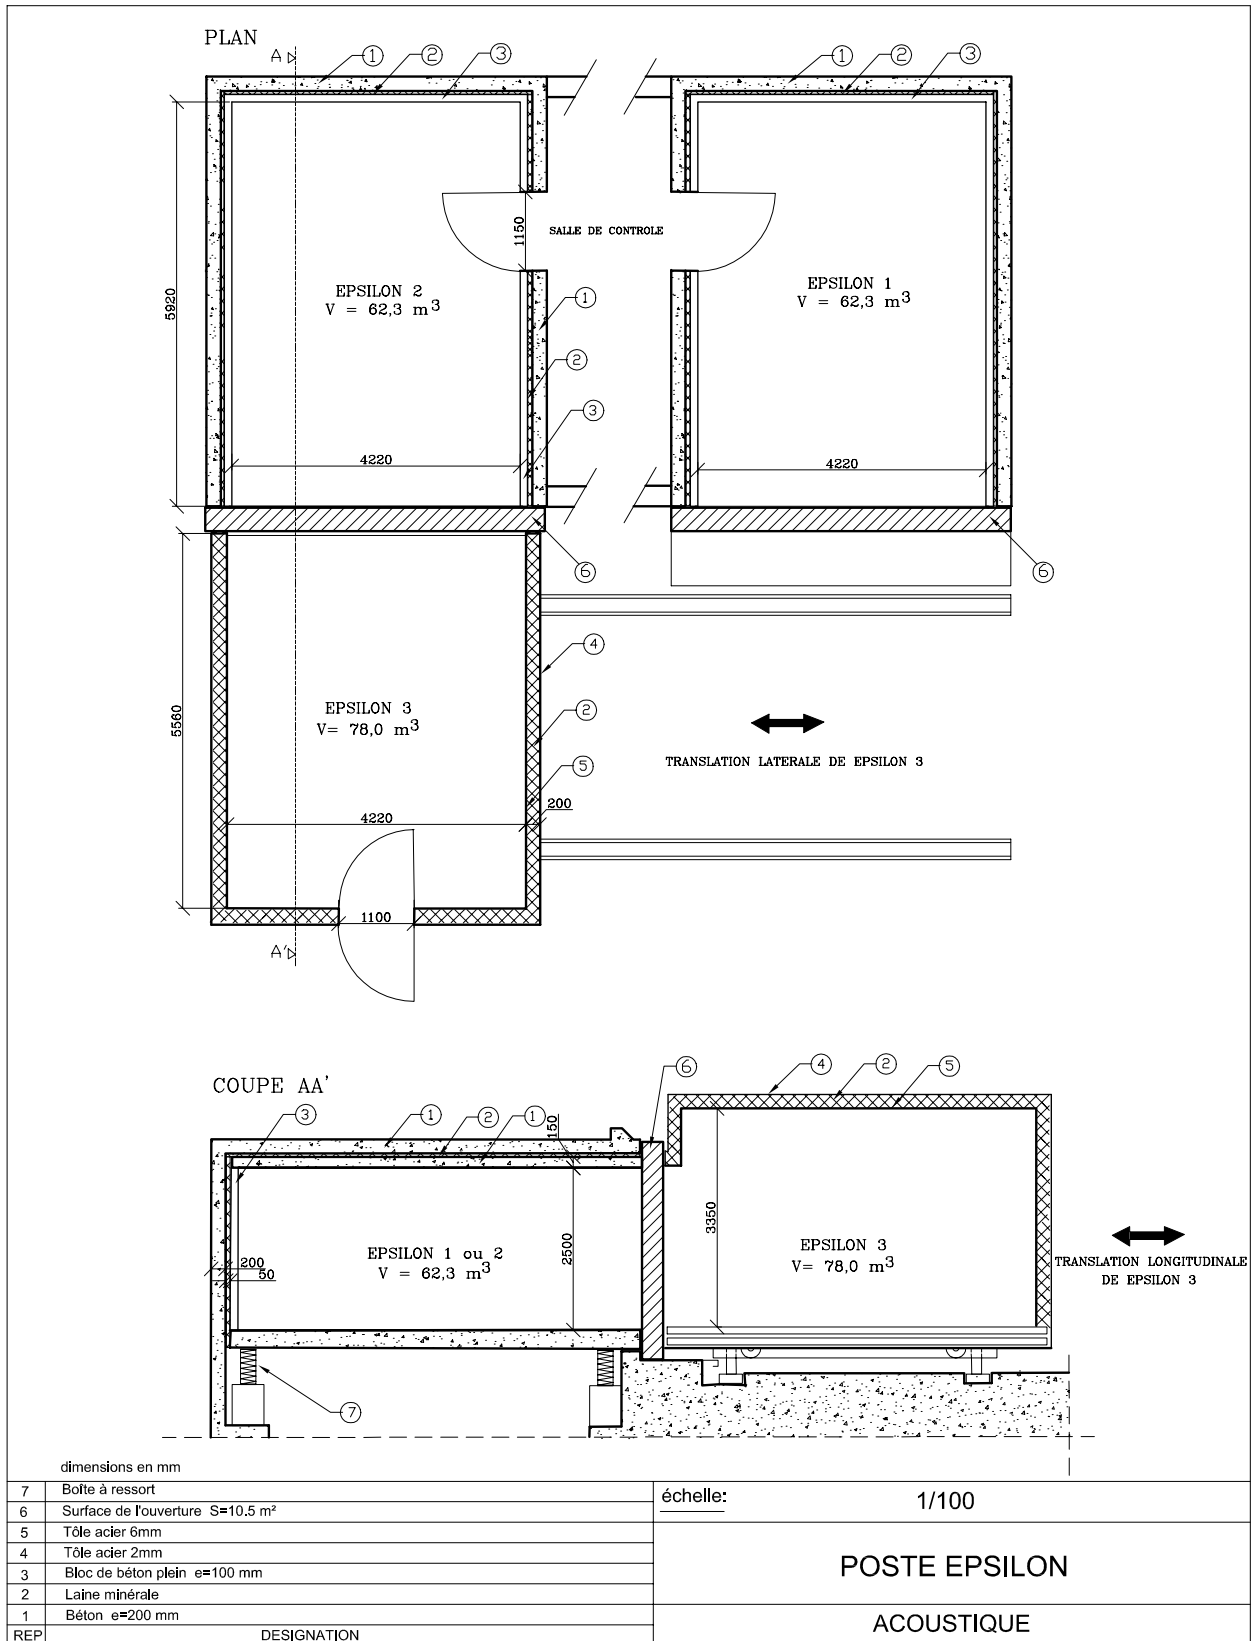 PLAN
A
1
2
3
1
2
3
5920
1150
SALLE DE CONTROLE
EPSILON 2
V = 62,3 m³
EPSILON 1
V = 62,3 m³
1
2
3
4220
4220
6
6
4
5560
EPSILON 3
V= 78,0 m³
2
TRANSLATION LATERALE DE EPSILON 3
5
200
4220
1100
A'
COUPE AA'
3
1
2
1
150
6
4
2
5
3350
2500
200
50
EPSILON 1 ou 2
V = 62,3 m³
EPSILON 3
V= 78,0 m³
TRANSLATION LONGITUDINALE
DE EPSILON 3
7
dimensions en mm
7 Boîte à ressort
6 Surface de l'ouverture S=10.5 m²
5 Tôle acier 6mm
4 Tôle acier 2mm
3 Bloc de béton plein e=100 mm
2 Laine minérale
1 Béton e=200 mm
REP DESIGNATION
échelle: 1/100
POSTE EPSILON
ACOUSTIQUE